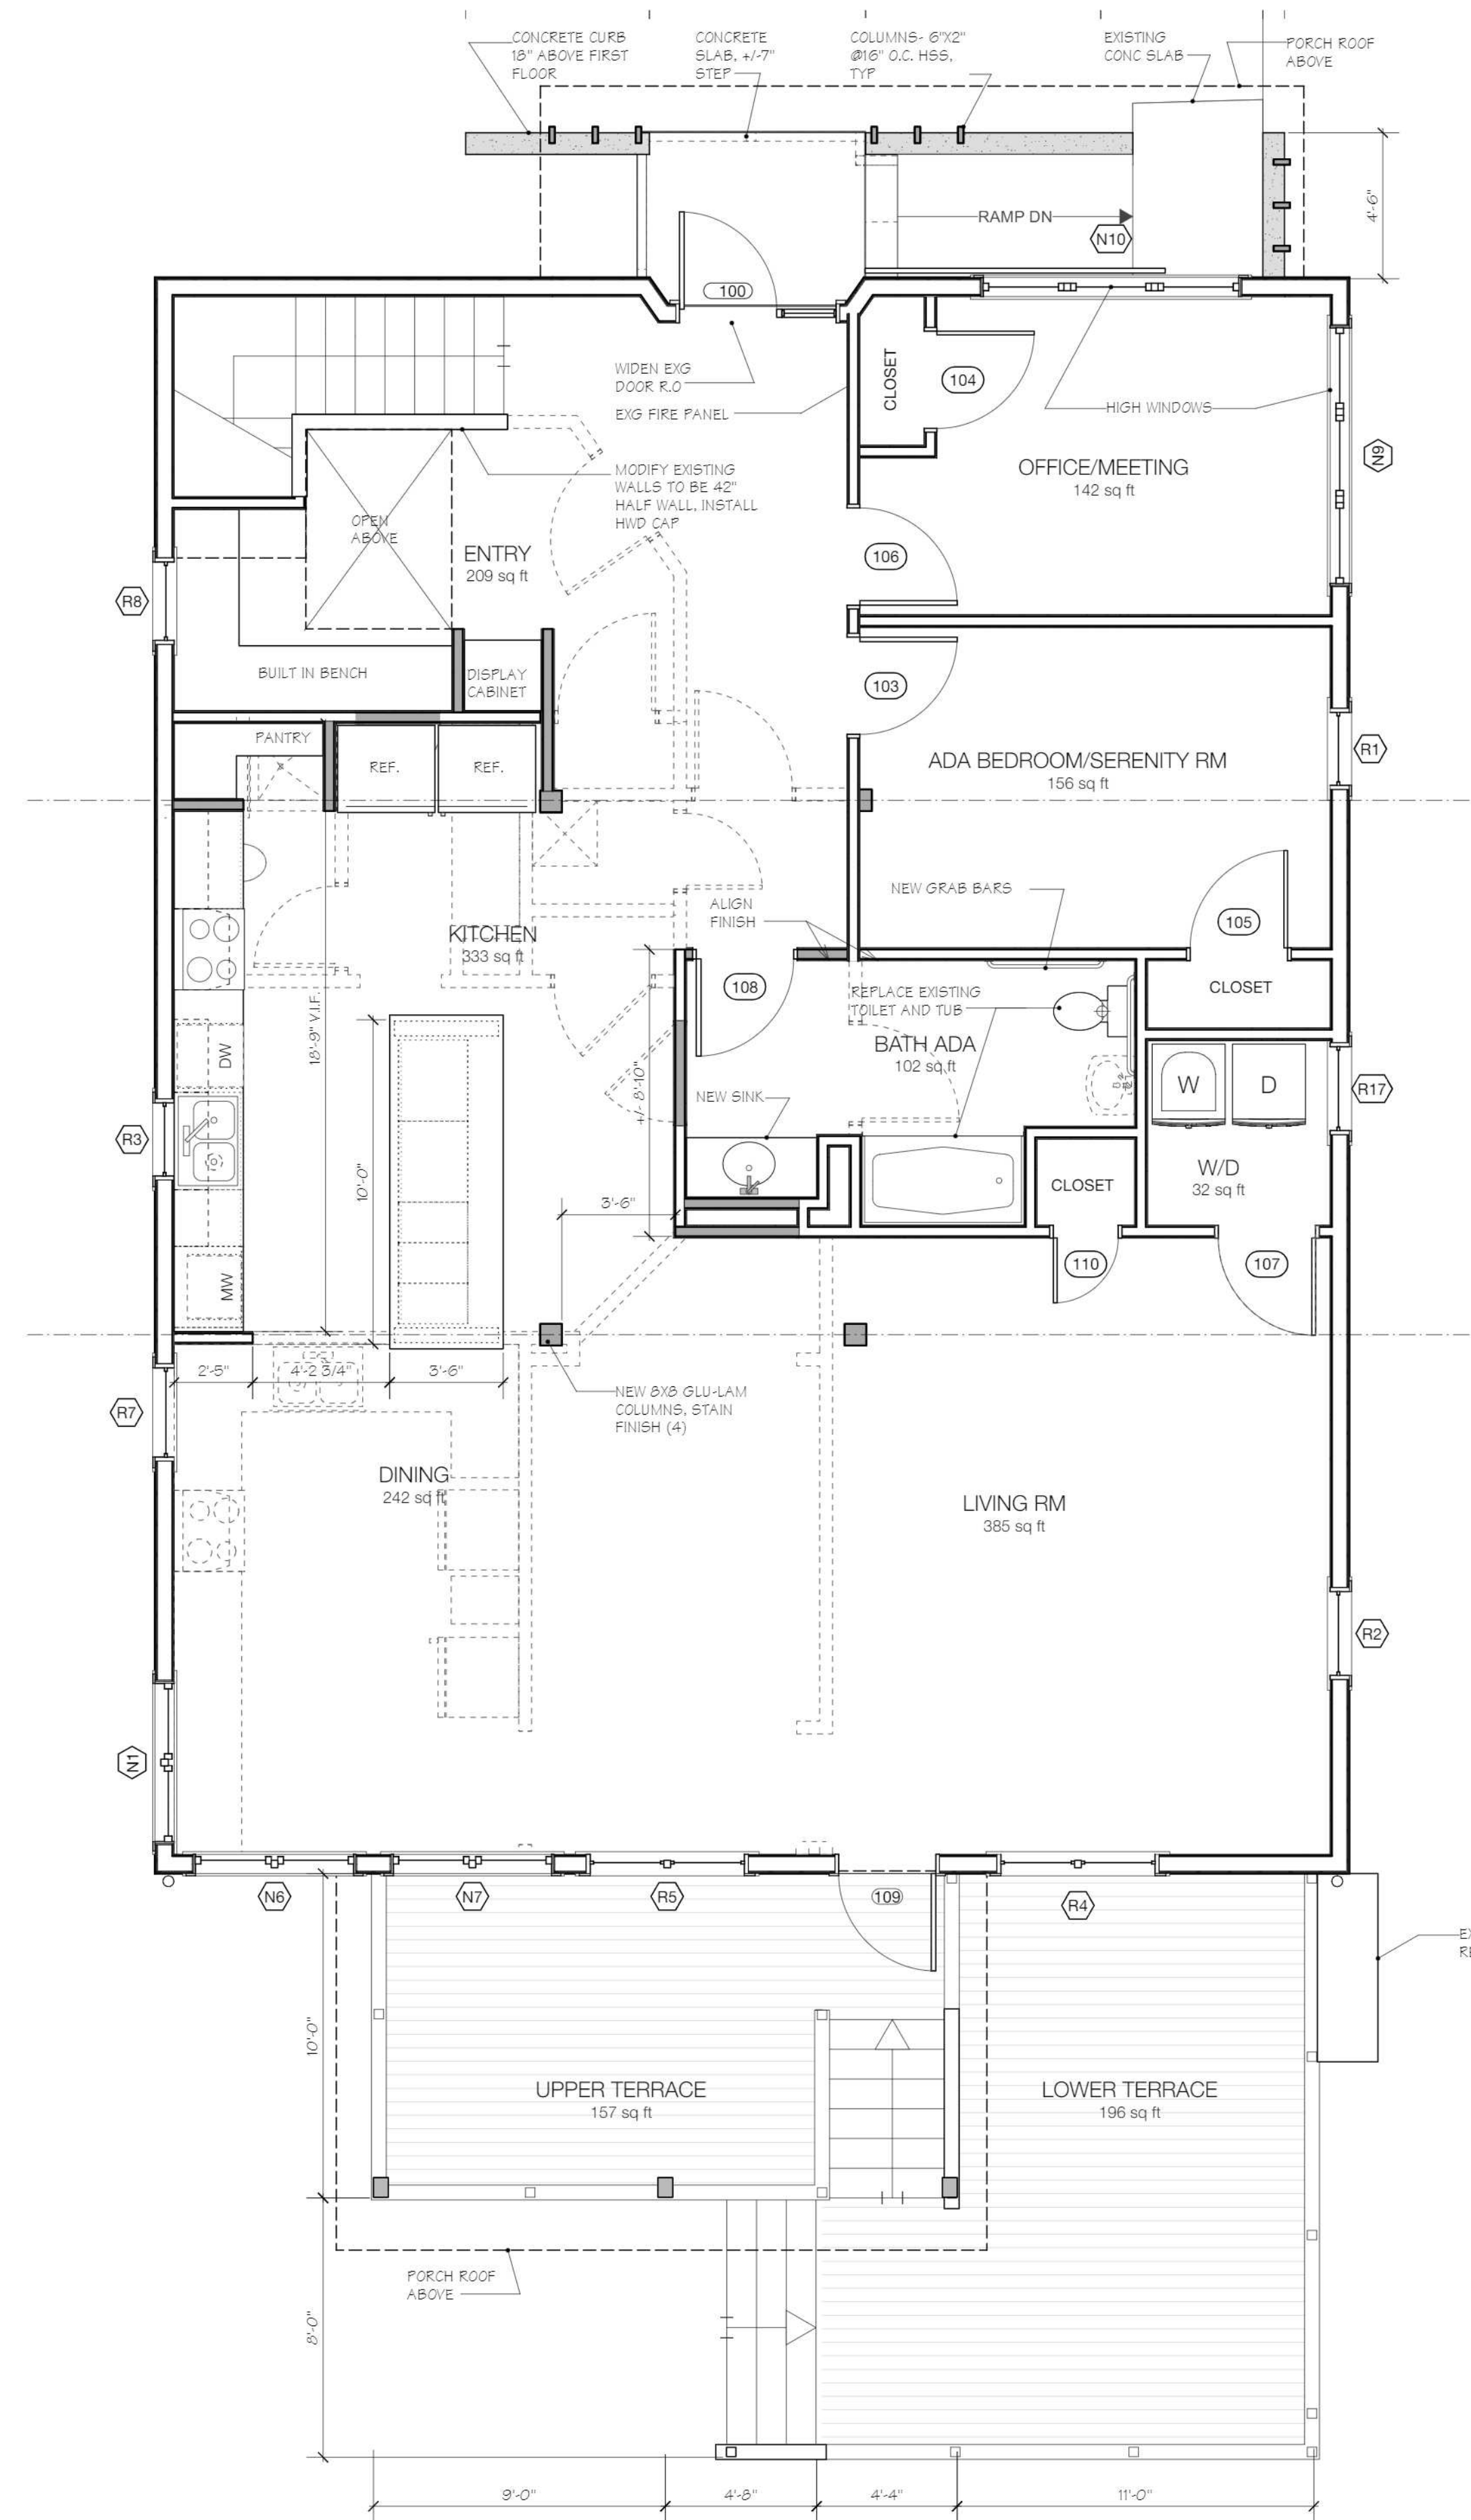 CONCRETE CURB
18" ABOVE FIRST
FLOOR
CONCRETE
SLAB, +/-7"
STEP
COLUMNS- 6"X2"
@16" O.C. HSS,
TYP
EXISTING
CONC SLAB
PORCH ROOF
ABOVE
4'-6"
RAMP DN
N10
100
WIDEN EXG
DOOR R.O
EXG FIRE PANEL
CLOSET
104
HIGH WINDOWS
N9
OFFICE/MEETING
142 sq ft
MODIFY EXISTING
WALLS TO BE 42"
HALF WALL, INSTALL
HWD CAP
OPEN
ABOVE
ENTRY
209 sq ft
106
R8
BUILT IN BENCH
DISPLAY
CABINET
103
PANTRY
REF.
REF.
ADA BEDROOM/SERENITY RM
156 sq ft
R1
NEW GRAB BARS
ALIGN
FINISH
105
KITCHEN
333 sq ft
108
CLOSET
REPLACE EXISTING
TOILET AND TUB
18'-9" V.I.F.
DW
BATH ADA
102 sq ft
+/- 8'-10"
W
D
R17
NEW SINK
R3
10'-0"
W/D
32 sq ft
CLOSET
3'-6"
MW
110
107
2'-5"
4'-2 3/4"
3'-6"
NEW 8X8 GLU-LAM
COLUMNS, STAIN
FINISH (4)
R7
DINING
242 sq ft
LIVING RM
385 sq ft
R2
N1
N6
N7
R5
109
R4
10'-0"
UPPER TERRACE
157 sq ft
LOWER TERRACE
196 sq ft
PORCH ROOF
ABOVE
8'-0"
9'-0"
4'-8"
4'-4"
11'-0"